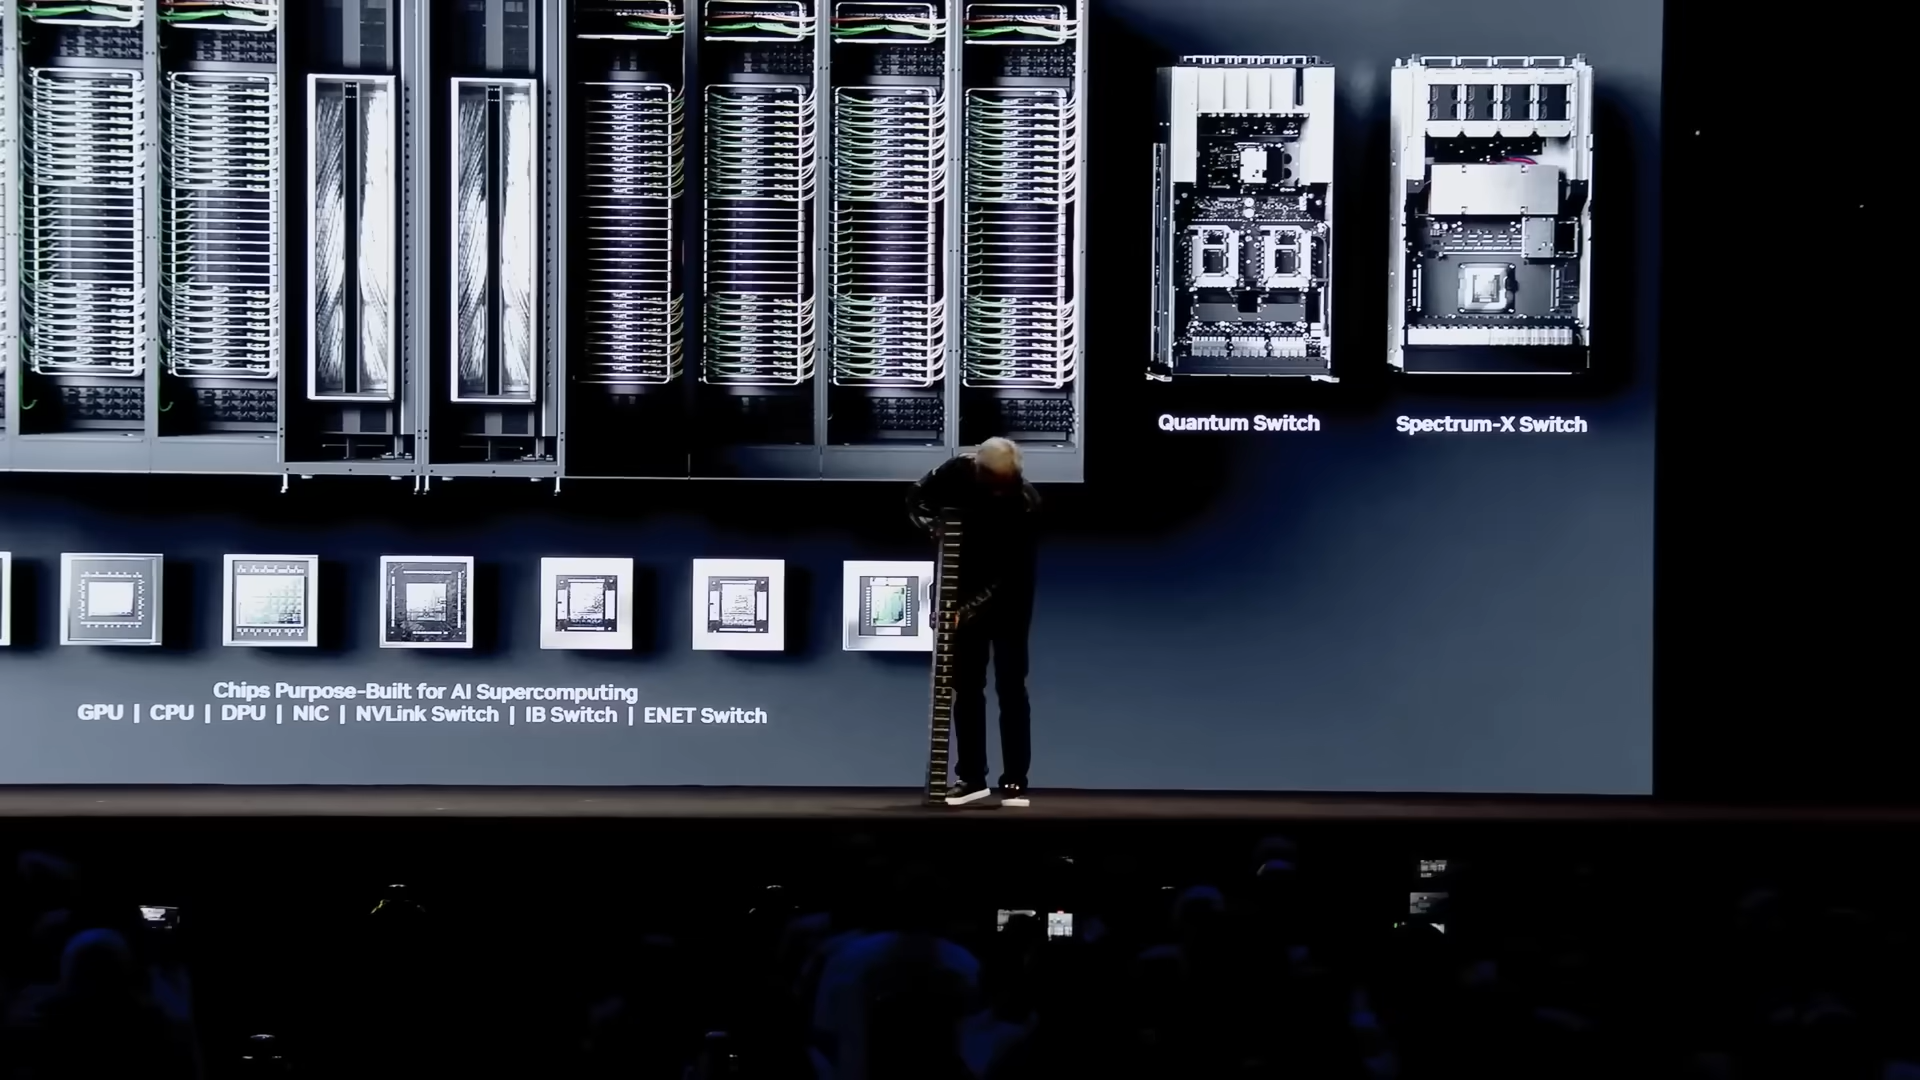 Quantum Switch
Spectrum-X Switch
Chips Purpose-Built for AI Supercomputing
GPU | CPU | DPU | NIC | NVLink Switch | IB Switch | ENET Switch